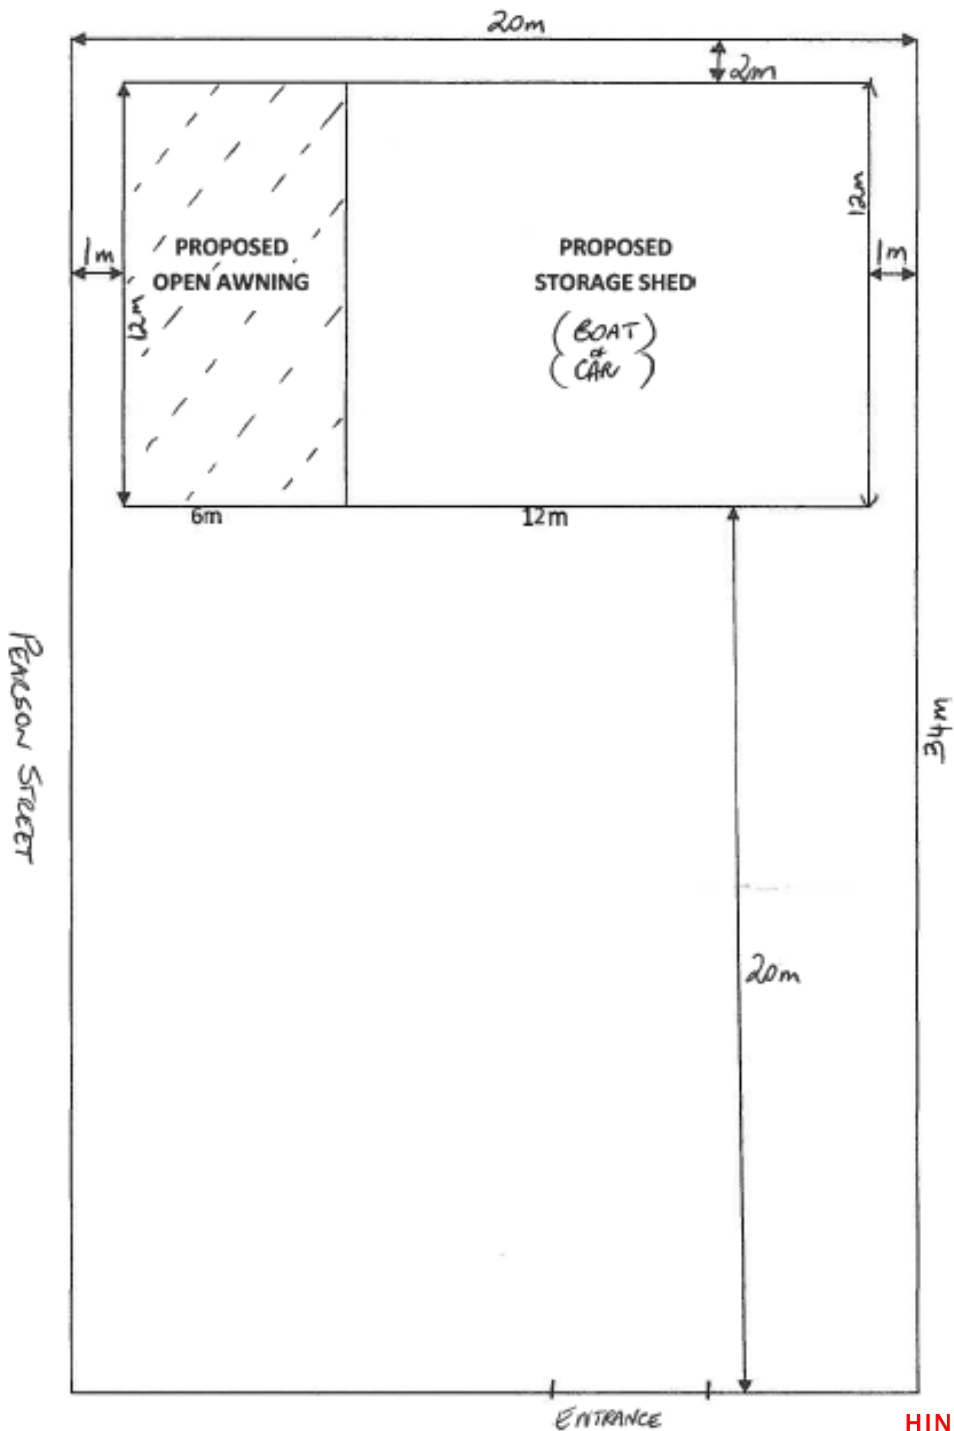 20m
2m
12m
1m
PROPOSED
OPEN AWNING
PROPOSED
STORAGE SHED
1m
12m
(BOAT)
or
(CAR)
6m
12m
PEARSON STREET
34m
20m
ENTRANCE
HIN